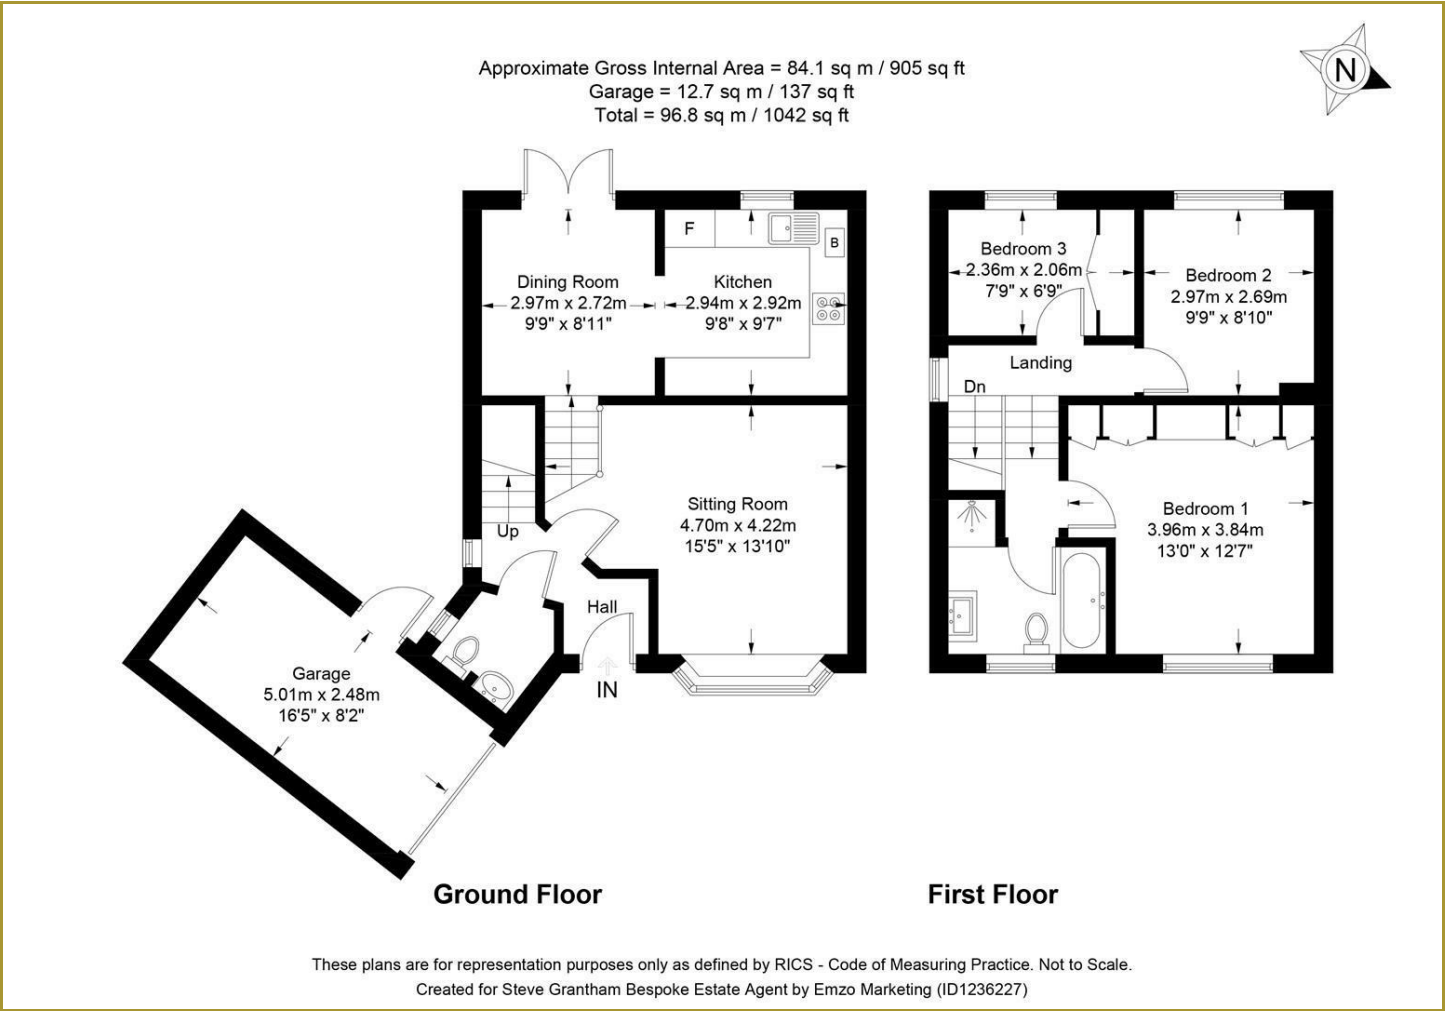 Approximate Gross Internal Area = 84.1 sq m / 905 sq ft
Garage = 12.7 sq m / 137 sq ft
Total = 96.8 sq m / 1042 sq ft
N
Dining Room
2.97m x 2.72m
9'9" x 8'11"
F
B
Kitchen
2.94m x 2.92m
9'8" x 9'7"
Sitting Room
4.70m x 4.22m
15'5" x 13'10"
Up
Hall
IN
Garage
5.01m x 2.48m
16'5" x 8'2"
Ground Floor
Bedroom 3
2.36m x 2.06m
7'9" x 6'9"
Bedroom 2
2.97m x 2.69m
9'9" x 8'10"
Landing
Dn
Bedroom 1
3.96m x 3.84m
13'0" x 12'7"
First Floor
These plans are for representation purposes only as defined by RICS - Code of Measuring Practice. Not to Scale.
Created for Steve Grantham Bespoke Estate Agent by Emzo Marketing (ID1236227)